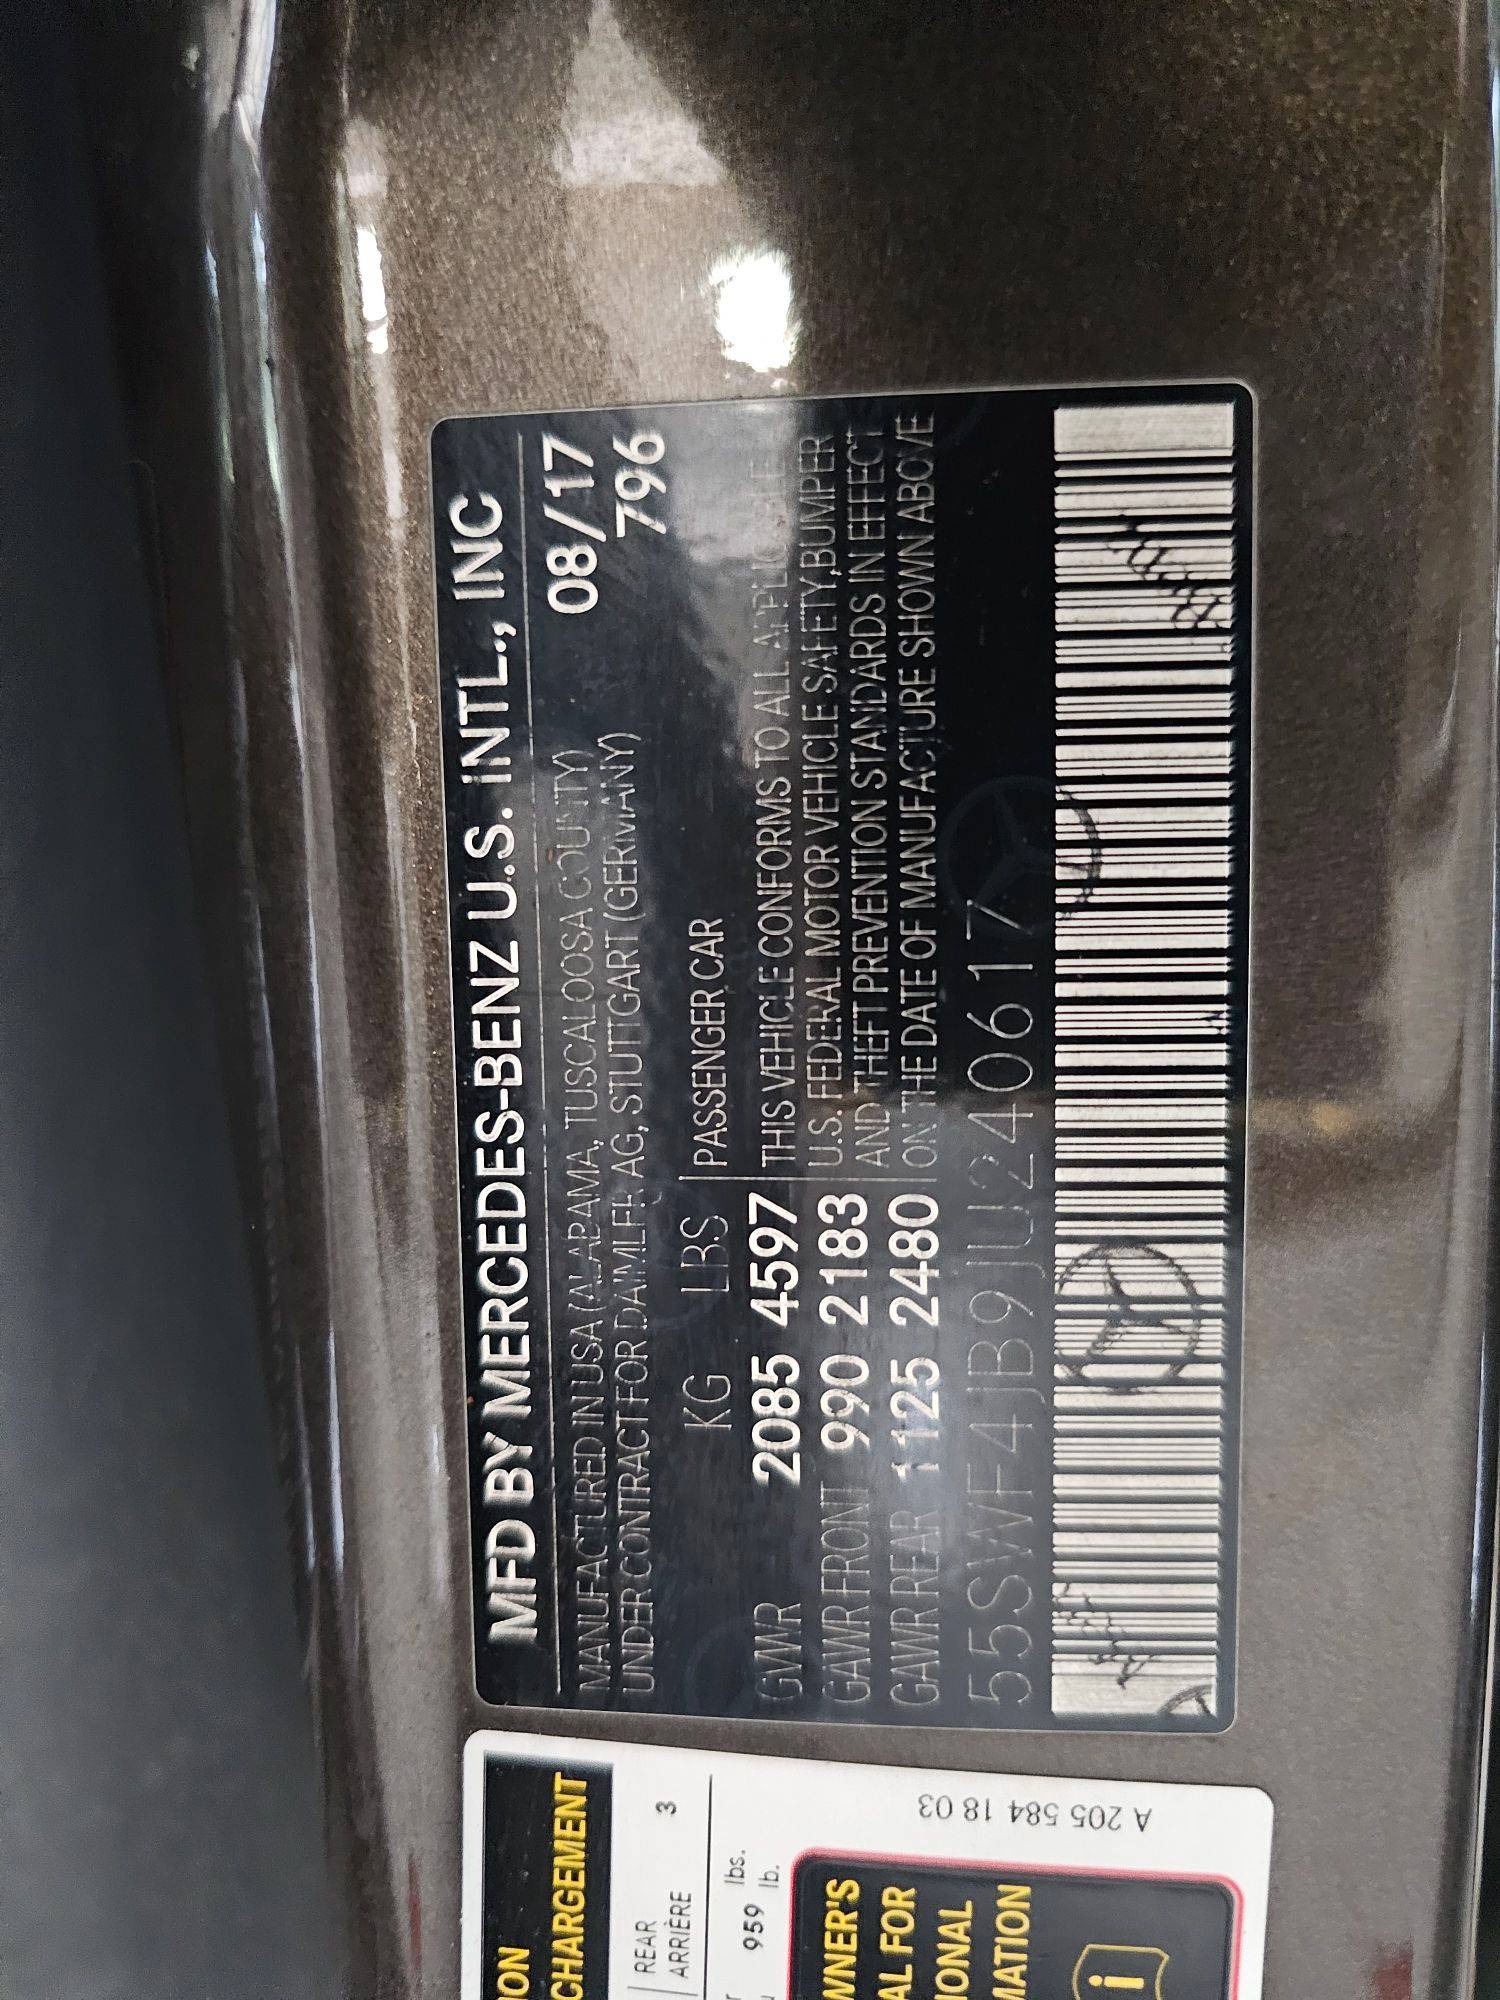 MFD BY MERCEDES-BENZ U.S. INTL., INC
MANUFACTURED IN USA (ALABAMA, TUSCALOOSA COUNTY) 08/17
UNDER CONTRACT FOR DAIMLER AG, STUTTGART (GERMANY) 796
KG LBS PASSENGER CAR
GVWR 2085 4597 THIS VEHICLE CONFORMS TO ALL APPLICABLE
GAWR FRONT 990 2183 U.S. FEDERAL MOTOR VEHICLE SAFETY, BUMPER
GAWR REAR 1125 2480 AND THEFT PREVENTION STANDARDS IN EFFECT
ON THE DATE OF MANUFACTURE SHOWN ABOVE
55SWF4JB9JU240617
ION
CHARGEMENT
REAR
ARRIÈRE 3
959 lbs.
lb.
WNER'S
AL FOR
IONAL
MATION
i
A 205 584 18 03